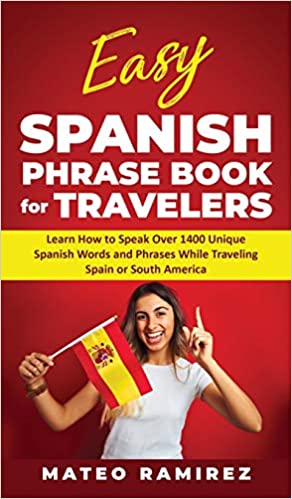 Easy
SPANISH
PHRASE BOOK
for TRAVELERS
Learn How to Speak Over 1400 Unique
Spanish Words and Phrases While Traveling
Spain or South America
MATEO RAMIREZ